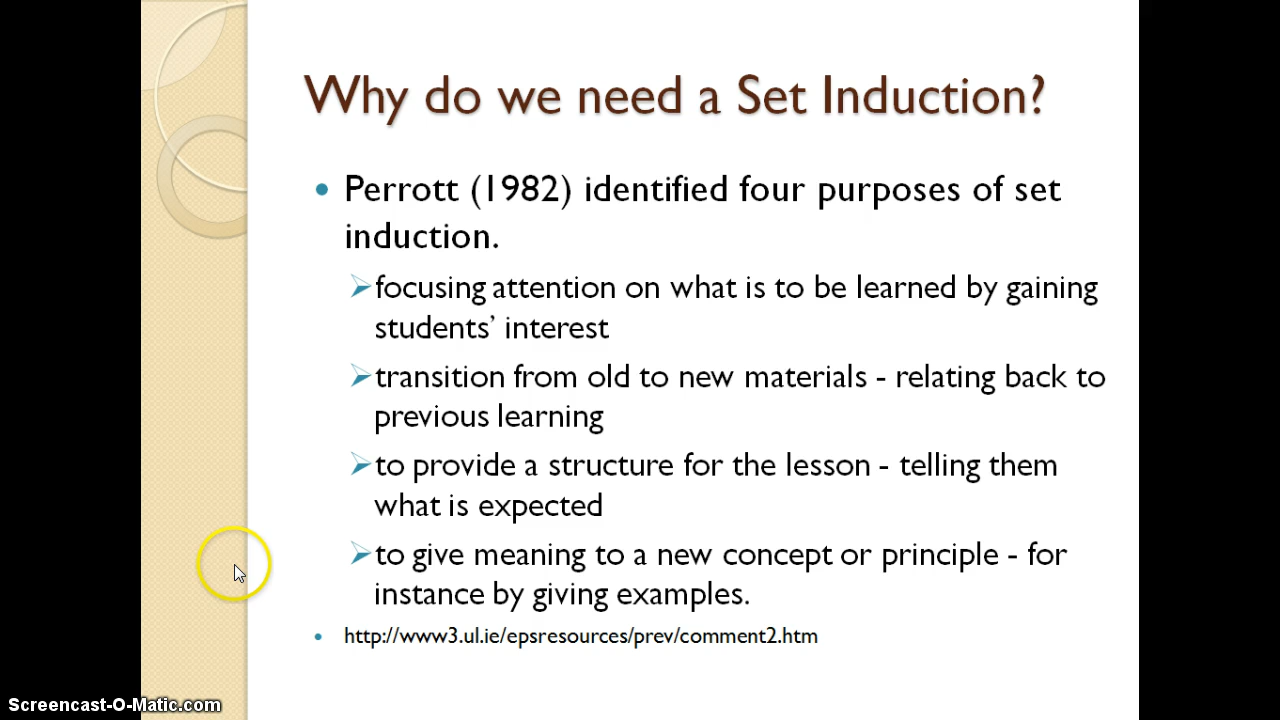 Why do we need a Set Induction?
Perrott (1982) identified four purposes of set
induction.
focusing attention on what is to be learned by gaining
students’ interest
transition from old to new materials - relating back to
previous learning
to provide a structure for the lesson - telling them
what is expected
to give meaning to a new concept or principle - for
instance by giving examples.
http://www3.ul.ie/epsresources/prev/comment2.htm
Screencast-O-Matic.com